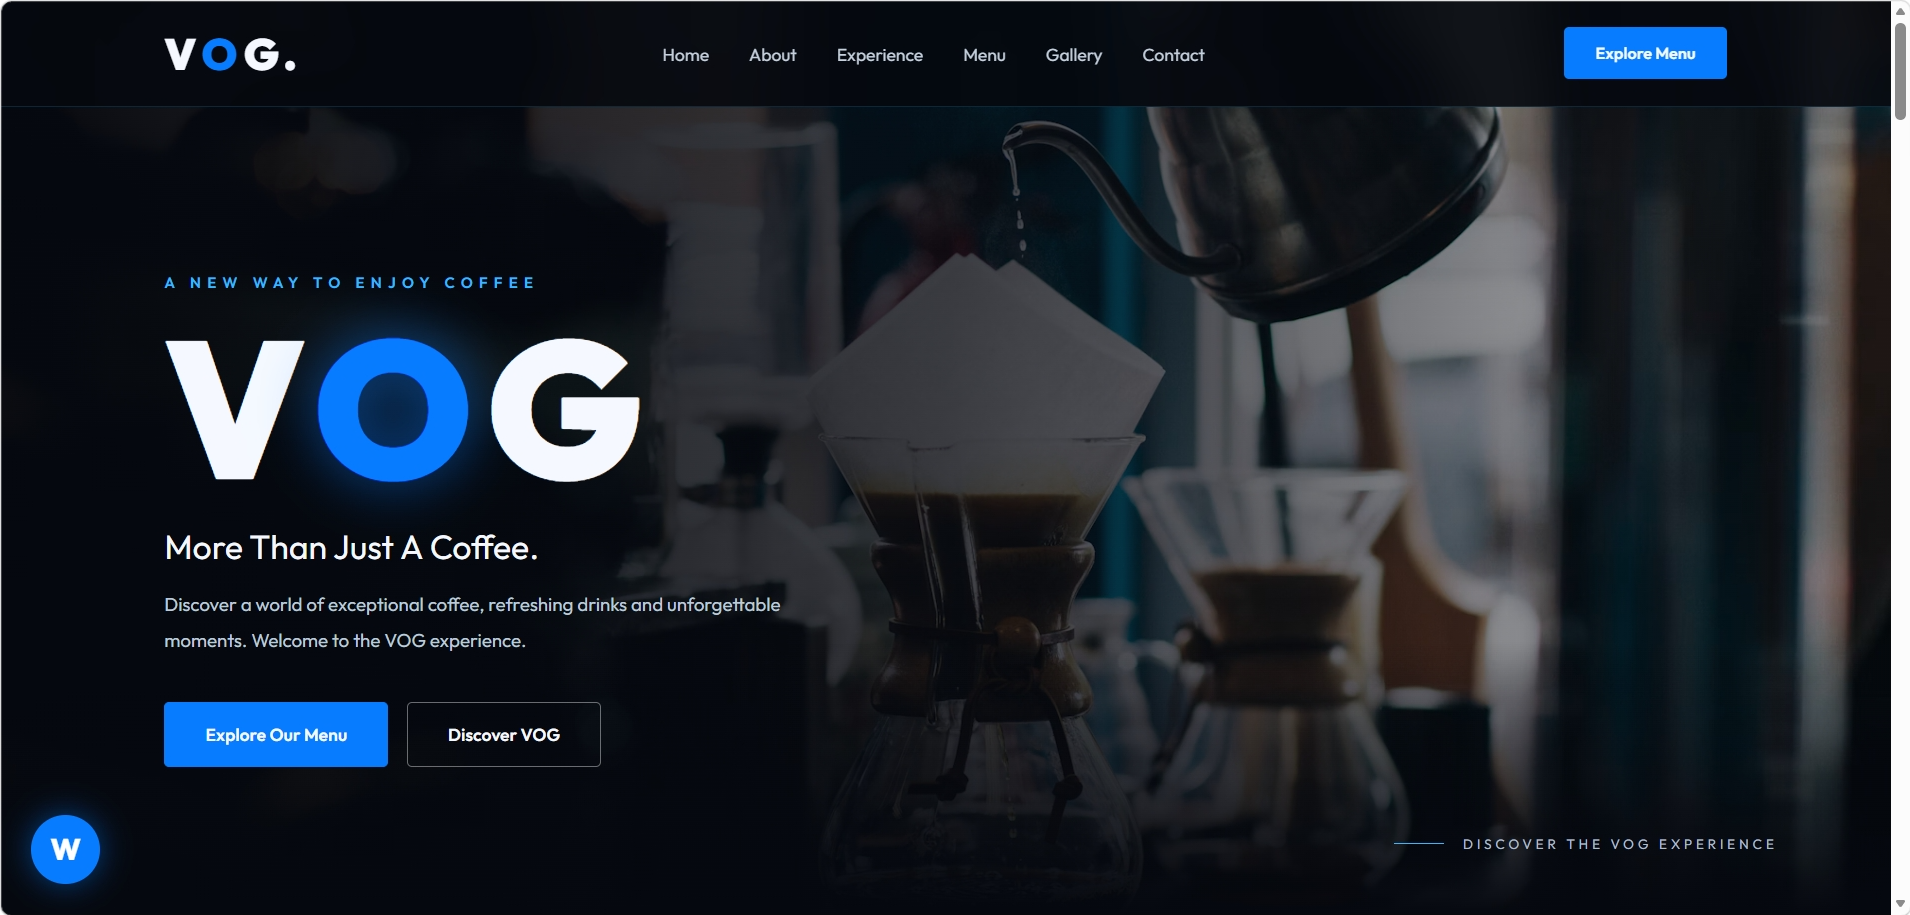 VOG.
Home About Experience Menu Gallery Contact
Explore Menu
A NEW WAY TO ENJOY COFFEE
VOG
More Than Just A Coffee.
Discover a world of exceptional coffee, refreshing drinks and unforgettable
moments. Welcome to the VOG experience.
Explore Our Menu
Discover VOG
W
DISCOVER THE VOG EXPERIENCE